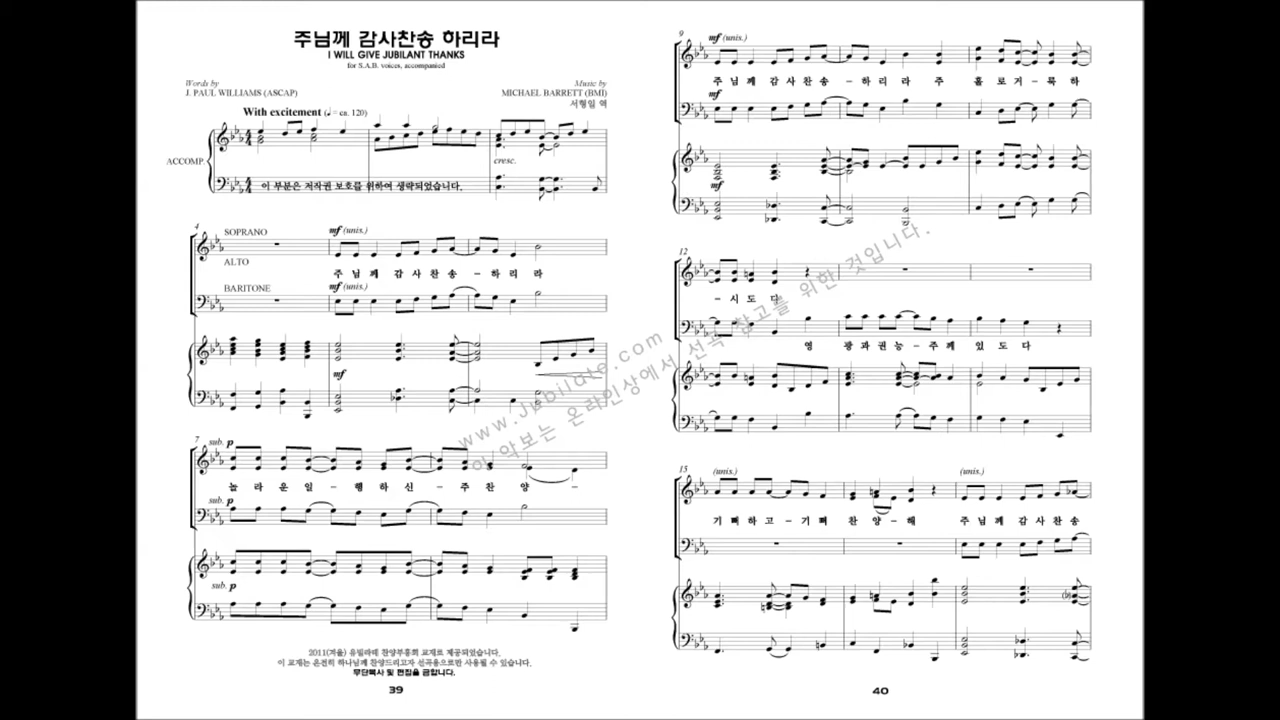 주님께 감사찬송 하리라
I WILL GIVE JUBILANT THANKS
for S.A.B. voices, accompanied
Words by
J. PAUL WILLIAMS (ASCAP)
Music by
MICHAEL BARRETT (BMI)
서형일 역
With excitement (♩= ca. 120)
ACCOMP.
cresc.
이 부분은 저작권 보호를 위하여 생략되었습니다.
4
SOPRANO
mf (unis.)
ALTO
주 님 께 감 사 찬 송 - 하 리 라
BARITONE
mf (unis.)
mf
7
sub. p
놀 라 운 일 - 행 하 신 - 주 찬 양 -
sub. p
sub. p
2011(겨울) 유빌라테 찬양부흥회 교재로 제공되었습니다.
이 교재는 온전히 하나님께 찬양드리고자 선곡용으로만 사용될 수 있습니다.
무단복사 및 편집을 금합니다.
39
9
mf (unis.)
주 님 께 감 사 찬 송 - 하 리 라 주 홀 로 거 - 룩 하
mf
mf
12
- 시 도 다
영 광 과 권 능 - 주 께 있 도 다
15
(unis.)
(unis.)
기 뻐 하 고 - 기 뻐 찬 양 - 해 주 님 께 감 사 찬 송
40
www.Jubilate.com
이 악보는 온라인상에서 선곡 참고를 위한 것입니다.